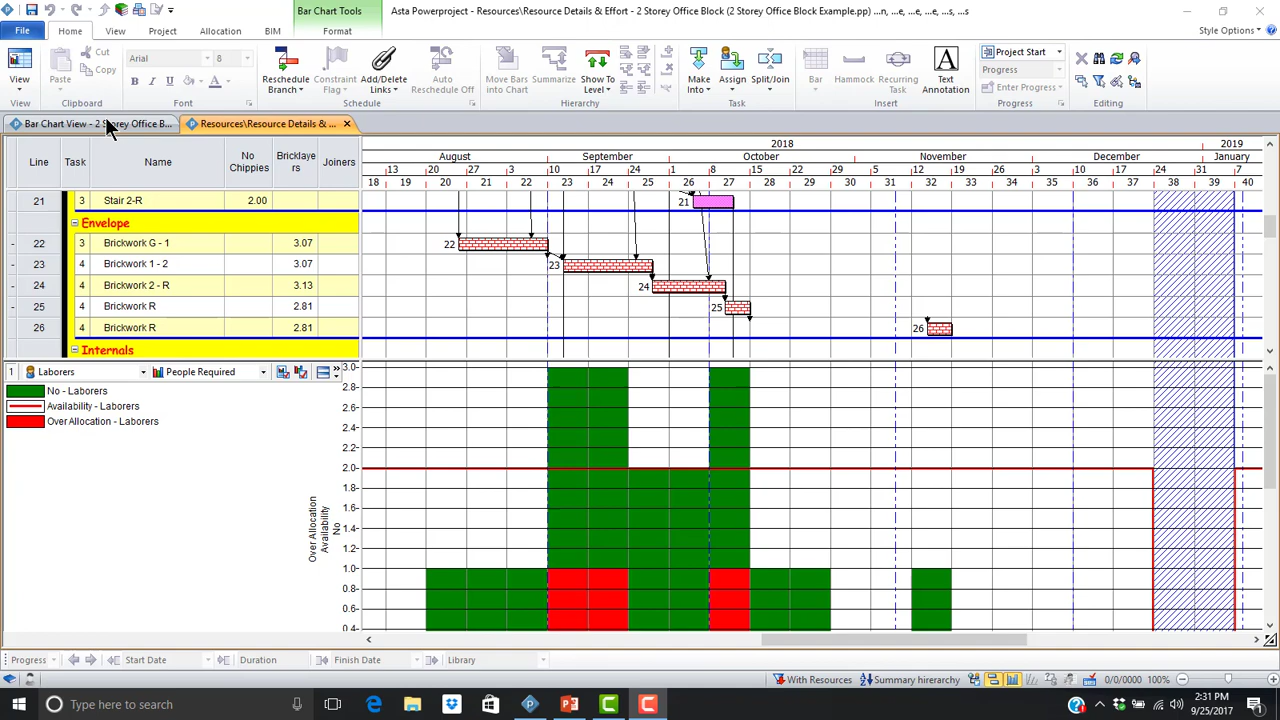 Bar Chart Tools
Asta Powerproject - Resources\Resource Details & Effort - 2 Storey Office Block (2 Storey Office Block Example.pp) ...n, ...e, ...e, ...e, ...s, ...s
File Home View Project Allocation BIM Format Style Options
View Paste Cut Copy Arial 8 B I U A
Reschedule Branch Constraint Flag Add/Delete Links Auto Reschedule Off
Move Bars Into Summarize Show To Level
Make Into Assign Split/Join Bar Hammock Recurring Task Text Annotation
Project Start
Progress
Enter Progress
View Clipboard Font Schedule Hierarchy Task Progress Editing
Bar Chart View - 2 Storey Office B... Resources\Resource Details & ...
Line Task Name No Chippies Bricklayers Joiners
2018 2019
August September October November December January
13 20 27 3 10 17 24 1 8 15 22 29 5 12 19 26 3 10 17 24 31 7
18 19 20 21 22 23 24 25 26 27 28 29 30 31 32 33 34 35 36 37 38 39 40
21 3 Stair 2-R 2.00 21
Envelope
22 3 Brickwork G - 1 3.07 22
23 4 Brickwork 1 - 2 3.07 23
24 4 Brickwork 2 - R 3.13 24
25 4 Brickwork R 2.81 25
26 4 Brickwork R 2.81 26
Internals
1 Laborers People Required
No - Laborers
Availability - Laborers
Over Allocation - Laborers
Over Allocation
Availability
No
3.0
2.8
2.6
2.4
2.2
2.0
1.8
1.6
1.4
1.2
1.0
0.8
0.6
0.4
Progress Start Date Duration Finish Date Library
With Resources Summary hierarchy 0/0/0000 100%
Type here to search
2:31 PM
9/25/2017